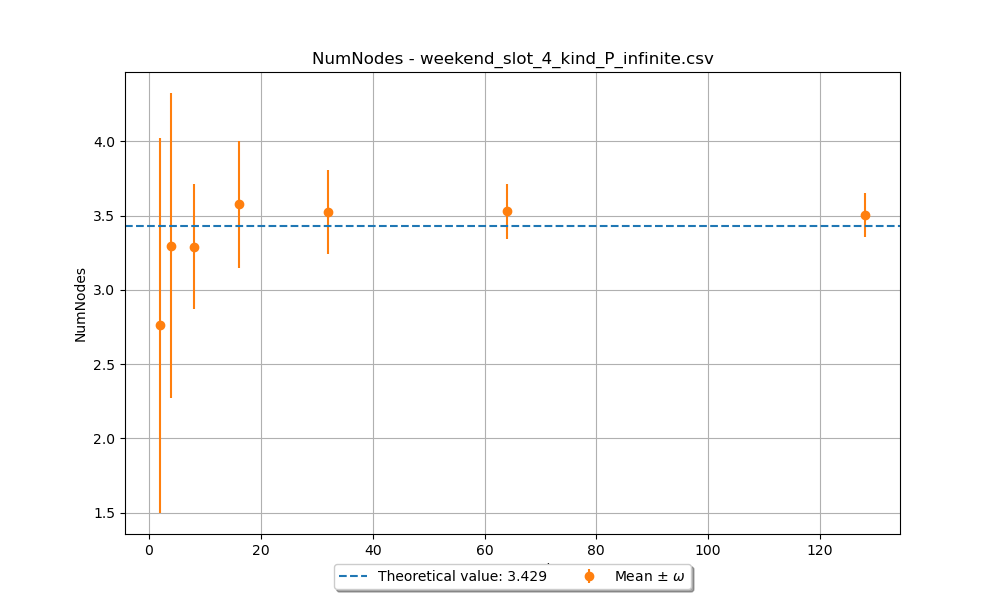 NumNodes - weekend_slot_4_kind_P_infinite.csv
4.0
3.5
3.0
2.5
2.0
1.5
NumNodes
0 20 40 60 80 100 120
Theoretical value: 3.429 Mean ± ω